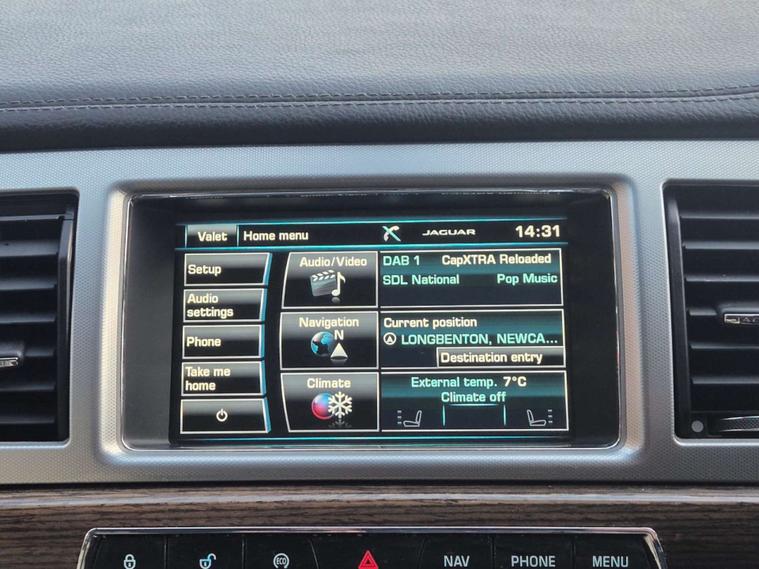 Valet Home menu JAGUAR 14:31
Setup
Audio
settings
Phone
Take me
home
Audio/Video
Navigation
N
Climate
DAB 1 CapXTRA Reloaded
SDL National Pop Music
Current position
LONGBENTON, NEWCA...
Destination entry
External temp. 7°C
Climate off
ECO NAV PHONE MENU